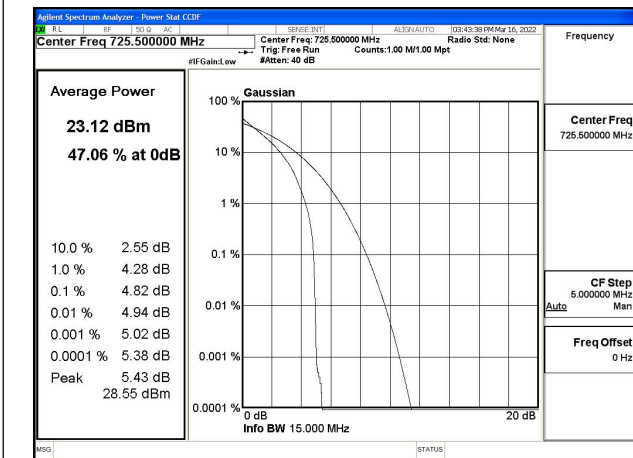 Agilent Spectrum Analyzer - Power Stat CCDF
RL RF 50 Ω AC SENSE:INT ALIGN AUTO 03:43:38 PM Mar 16, 2022
Center Freq 725.500000 MHz
Center Freq: 725.500000 MHz Radio Std: None
Trig: Free Run Counts:1.00 M/1.00 Mpt
#IFGain:Low #Atten: 40 dB
Frequency
Average Power
23.12 dBm
47.06 % at 0dB
10.0 % 2.55 dB
1.0 % 4.28 dB
0.1 % 4.82 dB
0.01 % 4.94 dB
0.001 % 5.02 dB
0.0001 % 5.38 dB
Peak 5.43 dB
28.55 dBm
Gaussian
100 %
10 %
1 %
0.1 %
0.01 %
0.001 %
0.0001 %
0 dB 20 dB
Info BW 15.000 MHz
Center Freq
725.500000 MHz
CF Step
5.000000 MHz
Auto Man
Freq Offset
0 Hz
MSG STATUS